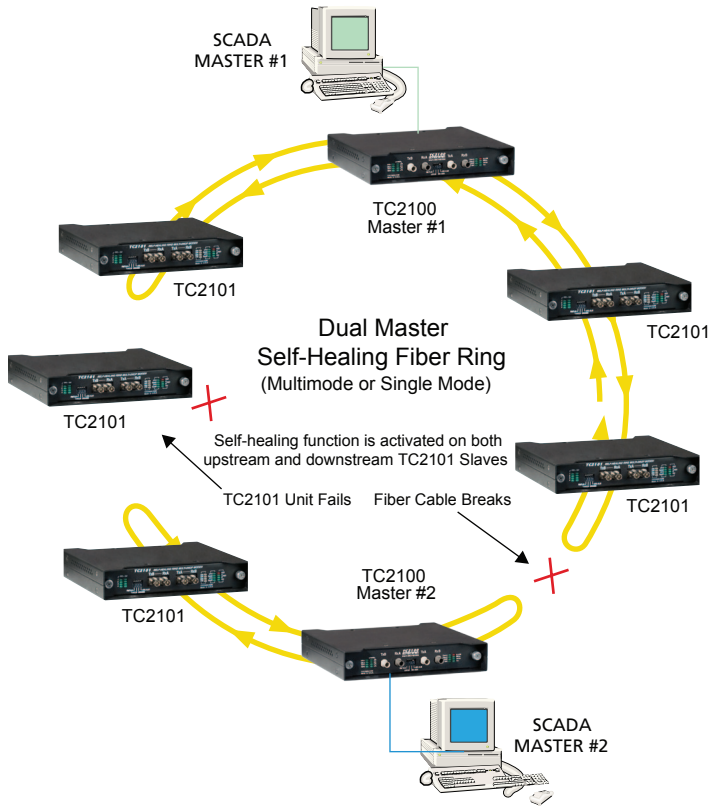 SCADA
MASTER #1
TC2100
Master #1
TC2101
TC2101
Dual Master
Self-Healing Fiber Ring
(Multimode or Single Mode)
TC2101
Self-healing function is activated on both
upstream and downstream TC2101 Slaves
TC2101 Unit Fails
Fiber Cable Breaks
TC2101
TC2100
Master #2
TC2101
SCADA
MASTER #2